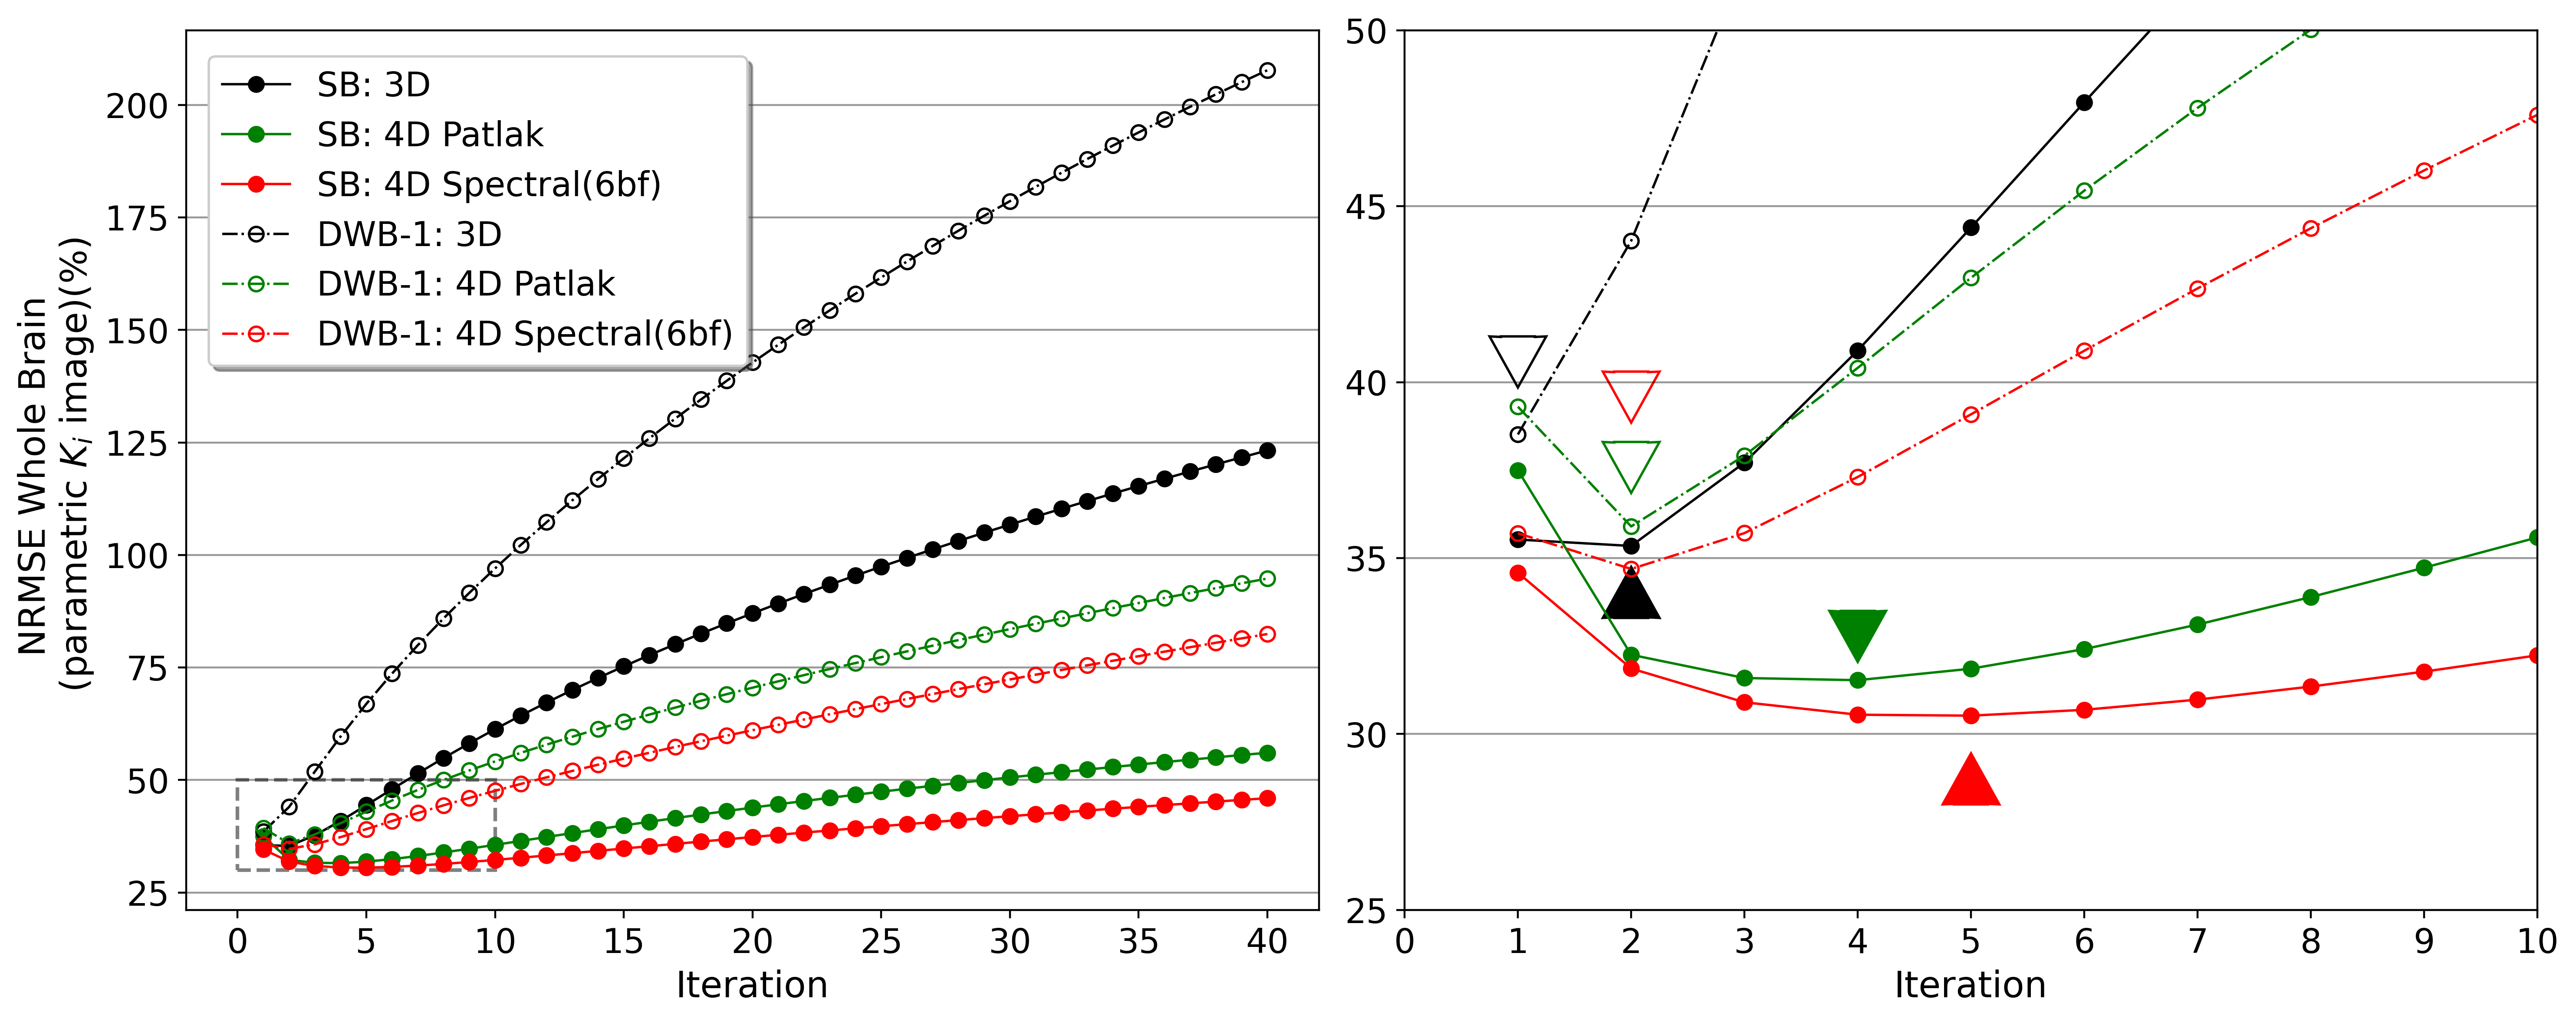 NRMSE Whole Brain
(parametric K_i image)(%)
200
175
150
125
100
75
50
25
SB: 3D
SB: 4D Patlak
SB: 4D Spectral(6bf)
DWB-1: 3D
DWB-1: 4D Patlak
DWB-1: 4D Spectral(6bf)
0 5 10 15 20 25 30 35 40
Iteration
50
45
40
35
30
25
0 1 2 3 4 5 6 7 8 9 10
Iteration